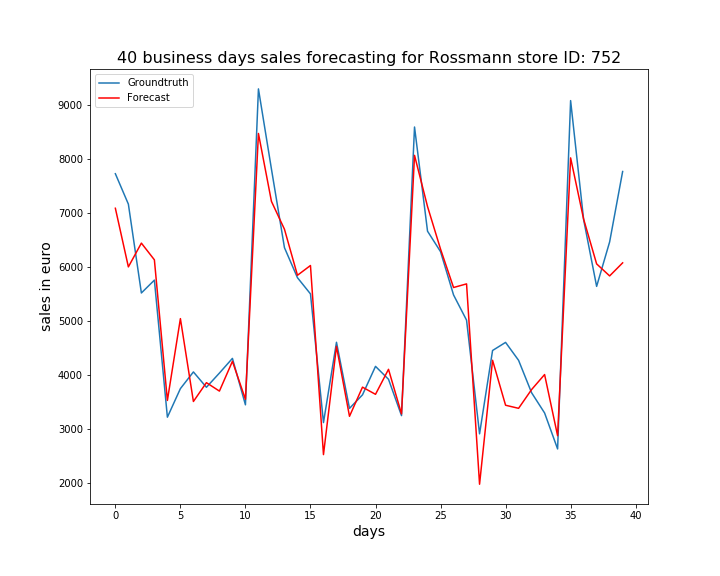 40 business days sales forecasting for Rossmann store ID: 752
Groundtruth
Forecast
sales in euro
9000
8000
7000
6000
5000
4000
3000
2000
0 5 10 15 20 25 30 35 40
days